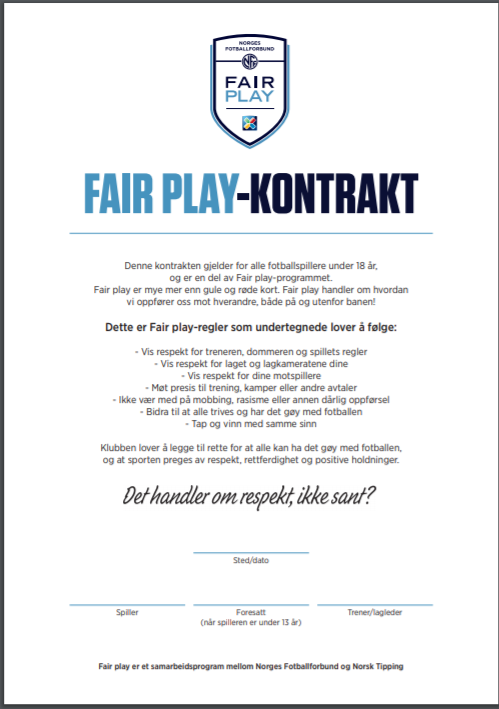 NORGES
FOTBALLFORBUND
NFF
FAIR
PLAY
FAIR PLAY-KONTRAKT
Denne kontrakten gjelder for alle fotballspillere under 18 år,
og er en del av Fair play-programmet.
Fair play er mye mer enn gule og røde kort. Fair play handler om hvordan
vi oppfører oss mot hverandre, både på og utenfor banen!
Dette er Fair play-regler som undertegnede lover å følge:
- Vis respekt for treneren, dommeren og spillets regler
- Vis respekt for laget og lagkameratene dine
- Vis respekt for dine motspillere
- Møt presis til trening, kamper eller andre avtaler
- Ikke vær med på mobbing, rasisme eller annen dårlig oppførsel
- Bidra til at alle trives og har det gøy med fotballen
- Tap og vinn med samme sinn
Klubben lover å legge til rette for at alle kan ha det gøy med fotballen,
og at sporten preges av respekt, rettferdighet og positive holdninger.
Det handler om respekt, ikke sant?
Sted/dato
Spiller
Foresatt
(når spilleren er under 13 år)
Trener/lagleder
Fair play er et samarbeidsprogram mellom Norges Fotballforbund og Norsk Tipping